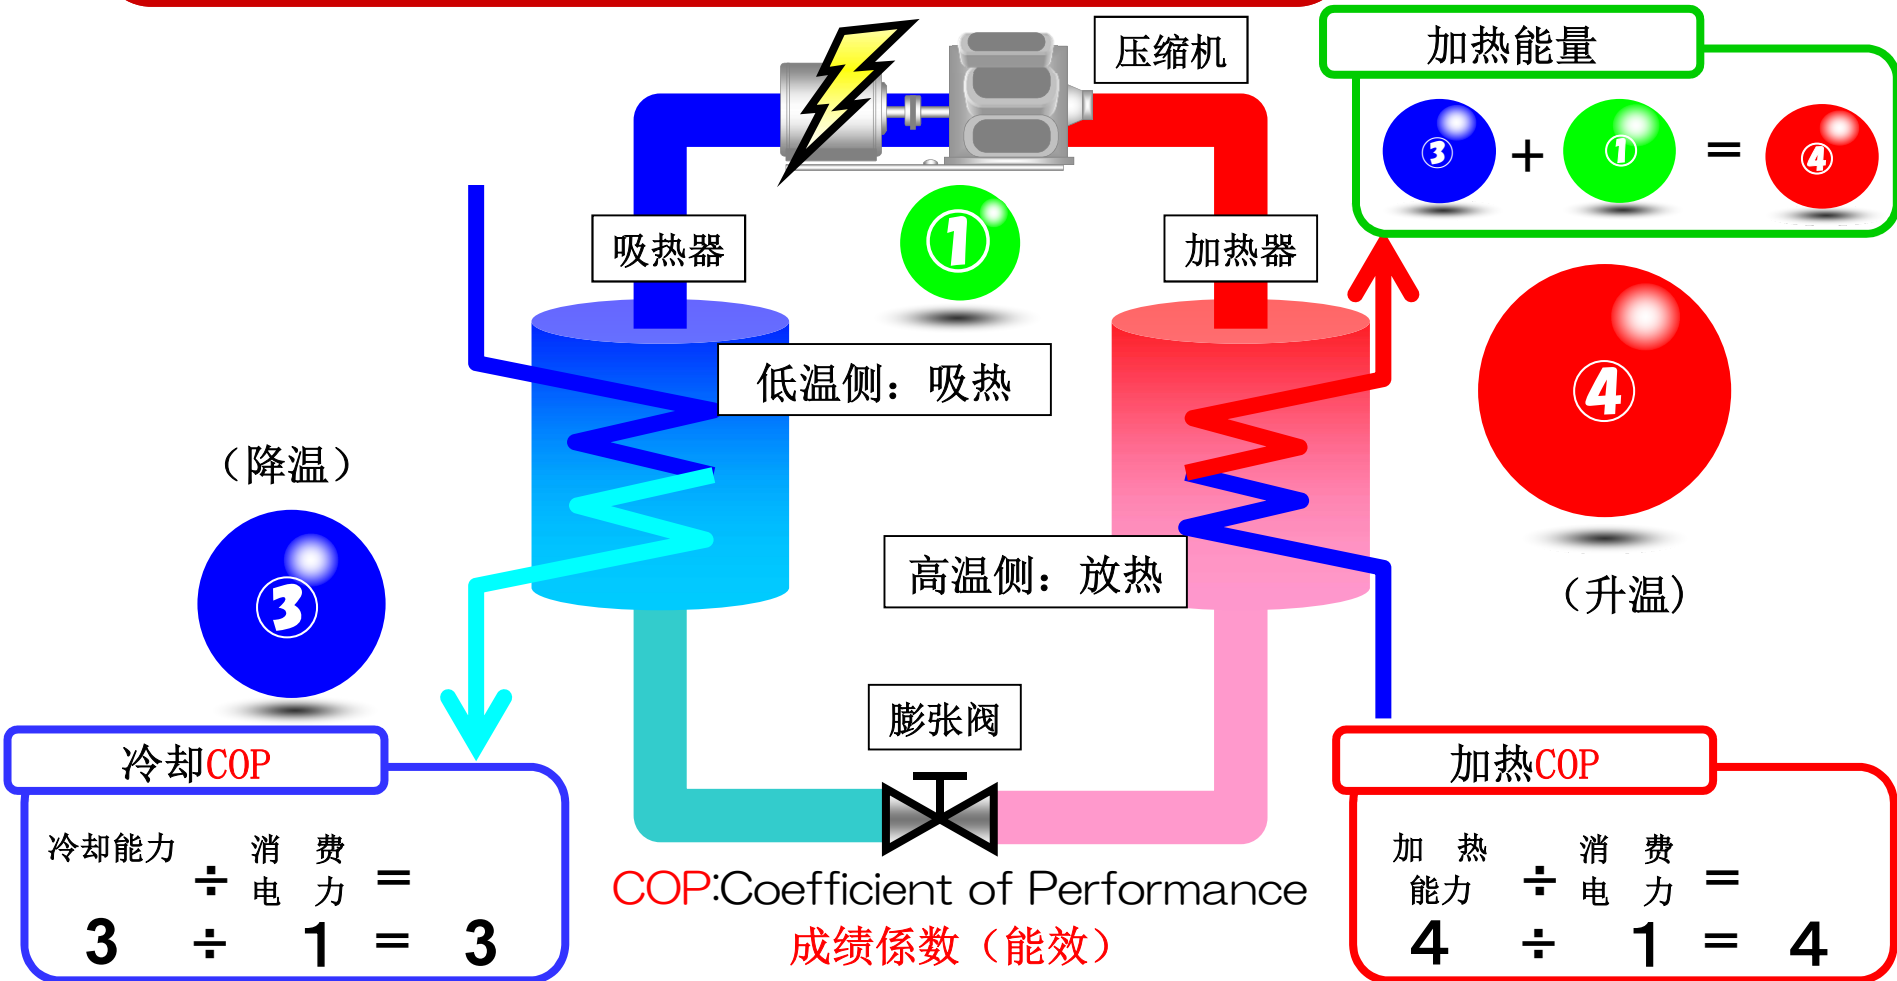 压缩机
加热能量
③ + ① = ④
吸热器
①
加热器
低温侧：吸热
④
（降温）
③
高温侧：放热
（升温）
膨张阀
冷却COP
冷却能力 ÷ 消费电力 =
3 ÷ 1 = 3
加热COP
加热能力 ÷ 消费电力 =
4 ÷ 1 = 4
COP:Coefficient of Performance
成绩係数（能效）